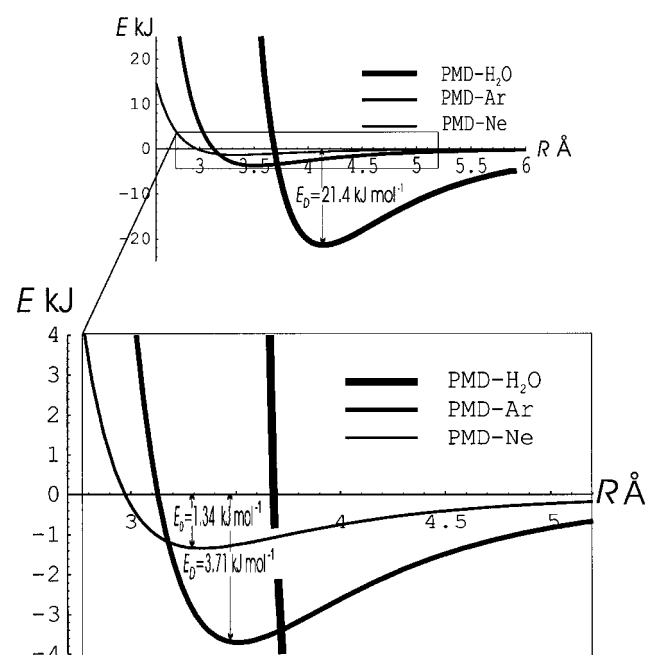 E kJ
20
10
0
-10
-20
3
3.5
4
4.5
5
5.5
6
R Å
PMD-H₂O
PMD-Ar
PMD-Ne
E_D=21.4 kJ mol⁻¹
E kJ
4
3
2
1
0
-1
-2
-3
-4
3
4
4.5
5
R Å
PMD-H₂O
PMD-Ar
PMD-Ne
E_D=1.34 kJ mol⁻¹
E_D=3.71 kJ mol⁻¹